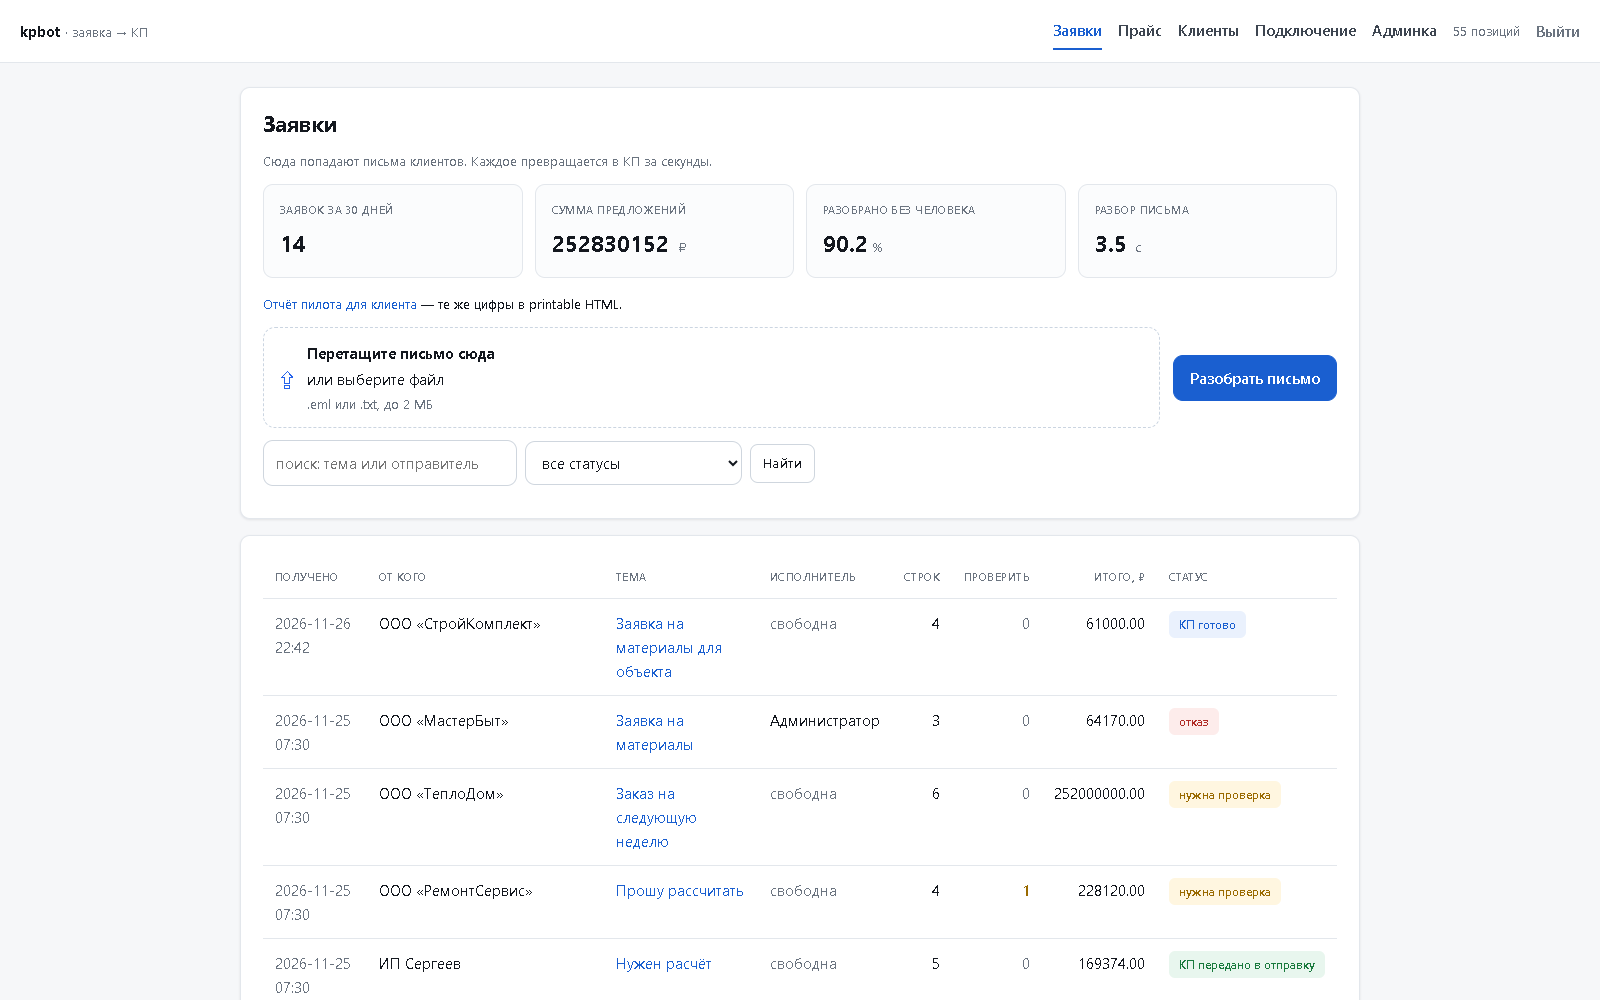 kpbot · заявка → КП
Заявки Прайс Клиенты Подключение Админка 55 позиций Выйти
Заявки
Сюда попадают письма клиентов. Каждое превращается в КП за секунды.
ЗАЯВОК ЗА 30 ДНЕЙ
14
СУММА ПРЕДЛОЖЕНИЙ
252830152 ₽
РАЗОБРАНО БЕЗ ЧЕЛОВЕКА
90.2 %
РАЗБОР ПИСЬМА
3.5 с
Отчёт пилота для клиента — те же цифры в printable HTML.
Перетащите письмо сюда
или выберите файл
.eml или .txt, до 2 МБ
Разобрать письмо
поиск: тема или отправитель
все статусы
Найти
ПОЛУЧЕНО ОТ КОГО ТЕМА ИСПОЛНИТЕЛЬ СТРОК ПРОВЕРИТЬ ИТОГО, ₽ СТАТУС
2026-11-26 ООО «СтройКомплект» Заявка на свободна 4 0 61000.00 КП готово
22:42 материалы для
объекта
2026-11-25 ООО «МастерБыт» Заявка на Администратор 3 0 64170.00 отказ
07:30 материалы
2026-11-25 ООО «ТеплоДом» Заказ на свободна 6 0 252000000.00 нужна проверка
07:30 следующую
неделю
2026-11-25 ООО «РемонтСервис» Прошу рассчитать свободна 4 1 228120.00 нужна проверка
07:30
2026-11-25 ИП Сергеев Нужен расчёт свободна 5 0 169374.00 КП передано в отправку
07:30